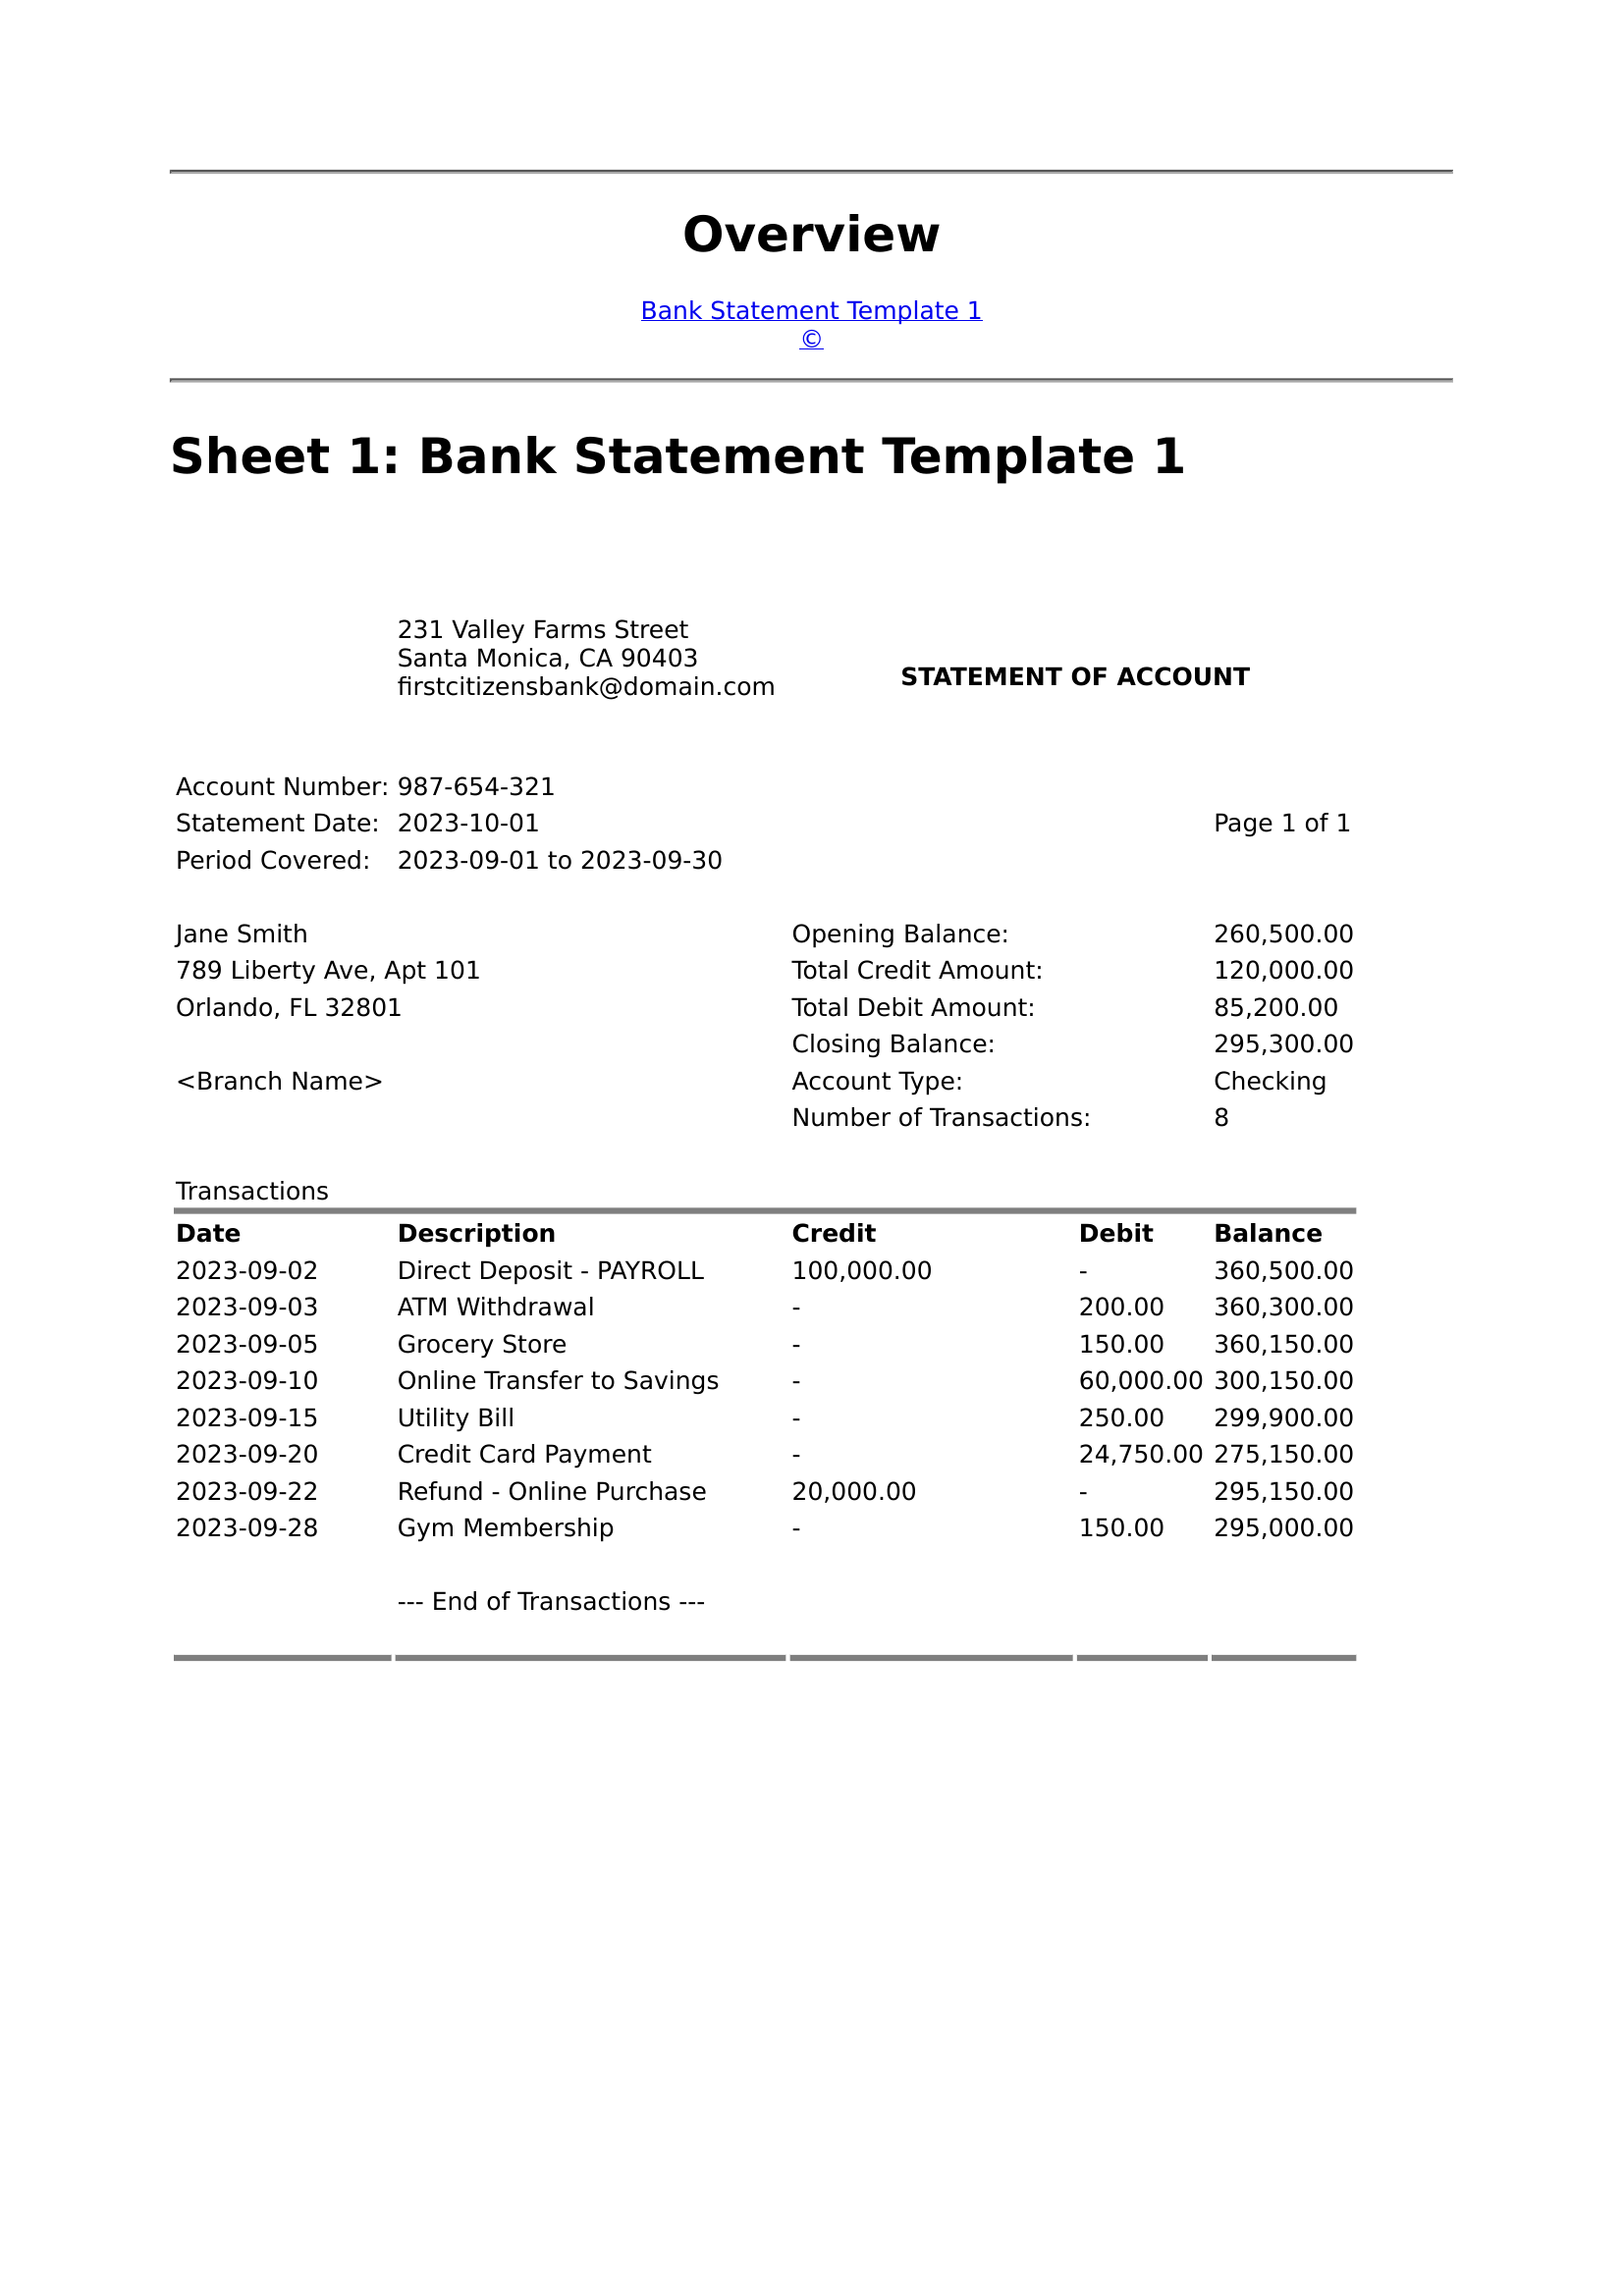 Overview
Bank Statement Template 1
©
Sheet 1: Bank Statement Template 1
231 Valley Farms Street
Santa Monica, CA 90403
firstcitizensbank@domain.com
STATEMENT OF ACCOUNT
Account Number: 987-654-321
Statement Date: 2023-10-01 Page 1 of 1
Period Covered: 2023-09-01 to 2023-09-30
Jane Smith Opening Balance: 260,500.00
789 Liberty Ave, Apt 101 Total Credit Amount: 120,000.00
Orlando, FL 32801 Total Debit Amount: 85,200.00
Closing Balance: 295,300.00
<Branch Name> Account Type: Checking
Number of Transactions: 8
Transactions
Date Description Credit Debit Balance
2023-09-02 Direct Deposit - PAYROLL 100,000.00 - 360,500.00
2023-09-03 ATM Withdrawal - 200.00 360,300.00
2023-09-05 Grocery Store - 150.00 360,150.00
2023-09-10 Online Transfer to Savings - 60,000.00 300,150.00
2023-09-15 Utility Bill - 250.00 299,900.00
2023-09-20 Credit Card Payment - 24,750.00 275,150.00
2023-09-22 Refund - Online Purchase 20,000.00 - 295,150.00
2023-09-28 Gym Membership - 150.00 295,000.00
--- End of Transactions ---